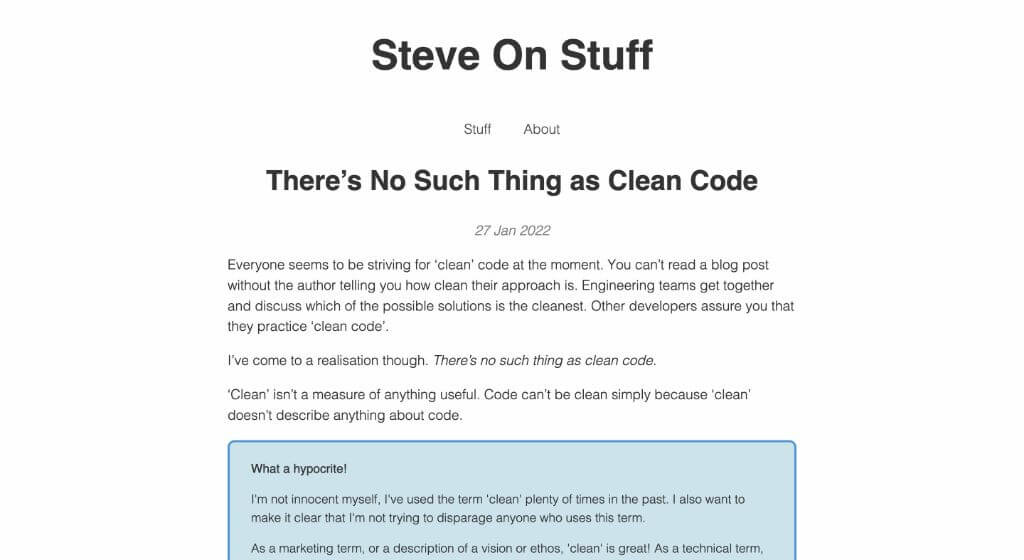 Steve On Stuff
Stuff About
There’s No Such Thing as Clean Code
27 Jan 2022
Everyone seems to be striving for ‘clean’ code at the moment. You can’t read a blog post
without the author telling you how clean their approach is. Engineering teams get together
and discuss which of the possible solutions is the cleanest. Other developers assure you that
they practice ‘clean code’.
I’ve come to a realisation though. There’s no such thing as clean code.
‘Clean’ isn’t a measure of anything useful. Code can’t be clean simply because ‘clean’
doesn’t describe anything about code.
What a hypocrite!
I'm not innocent myself, I've used the term 'clean' plenty of times in the past. I also want to
make it clear that I'm not trying to disparage anyone who uses this term.
As a marketing term, or a description of a vision or ethos, 'clean' is great! As a technical term,